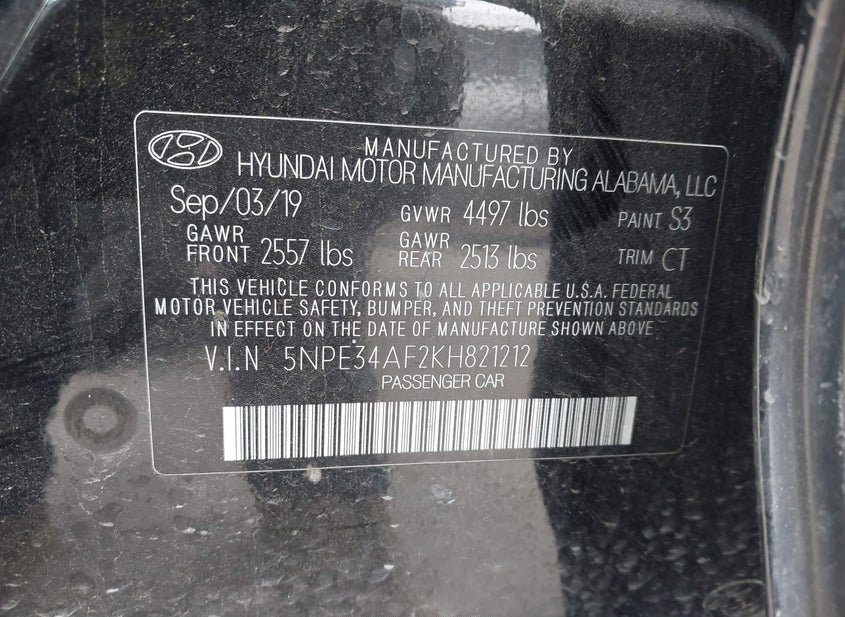 MANUFACTURED BY
HYUNDAI MOTOR MANUFACTURING ALABAMA, LLC
Sep/03/19 GVWR 4497 lbs PAINT S3
GAWR FRONT 2557 lbs GAWR REAR 2513 lbs TRIM CT
THIS VEHICLE CONFORMS TO ALL APPLICABLE U.S.A. FEDERAL
MOTOR VEHICLE SAFETY, BUMPER, AND THEFT PREVENTION STANDARDS
IN EFFECT ON THE DATE OF MANUFACTURE SHOWN ABOVE
V.I.N 5NPE34AF2KH821212
PASSENGER CAR